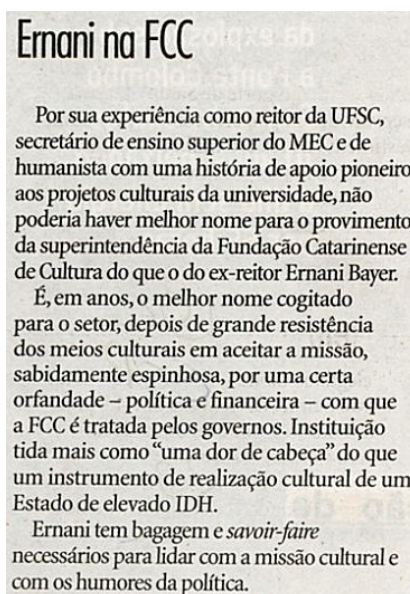 Ernani na FCC
Por sua experiência como reitor da UFSC,
secretário de ensino superior do MEC e de
humanista com uma história de apoio pioneiro
aos projetos culturais da universidade, não
poderia haver melhor nome para o provimento
da superintendência da Fundação Catarinense
de Cultura do que o do ex-reitor Ernani Bayer.
É, em anos, o melhor nome cogitado
para o setor, depois de grande resistência
dos meios culturais em aceitar a missão,
sabidamente espinhosa, por uma certa
orfandade – política e financeira – com que
a FCC é tratada pelos governos. Instituição
tida mais como “uma dor de cabeça” do que
um instrumento de realização cultural de um
Estado de elevado IDH.
Ernani tem bagagem e savoir-faire
necessários para lidar com a missão cultural e
com os humores da política.